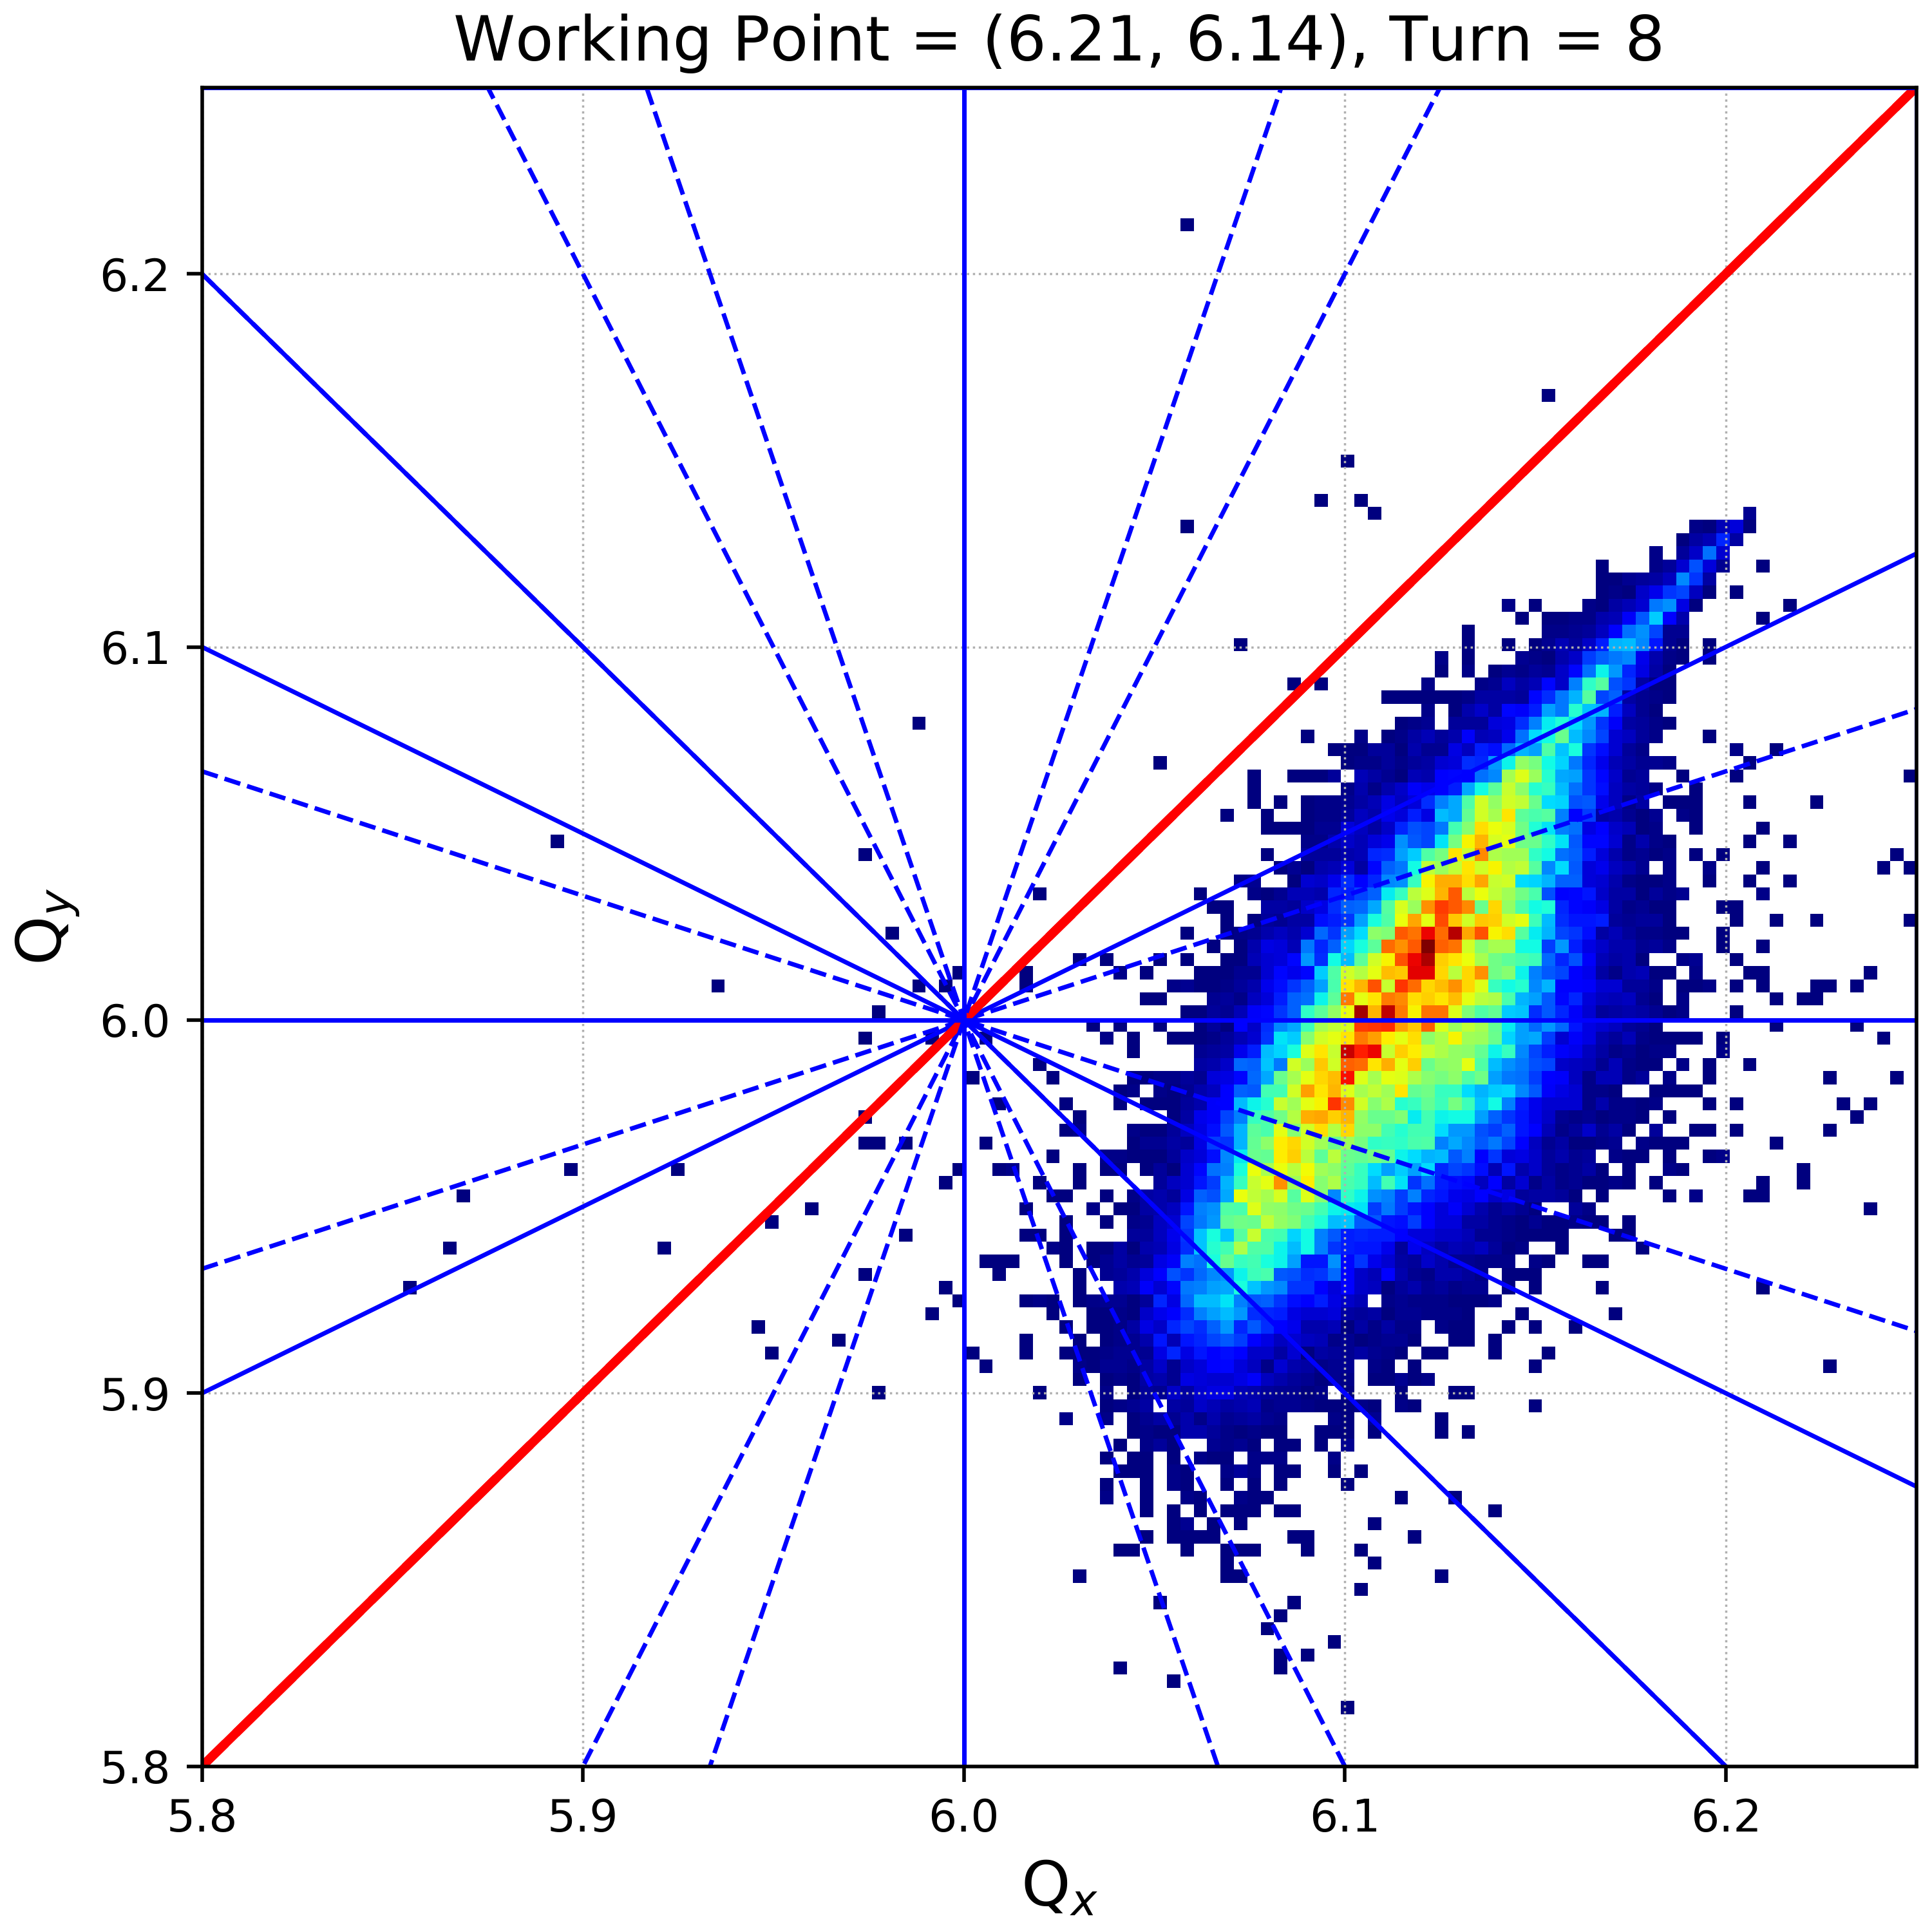 Working Point = (6.21, 6.14), Turn = 8
6.2
6.1
Qy
6.0
5.9
5.8
5.8 5.9 6.0 6.1 6.2
Qx